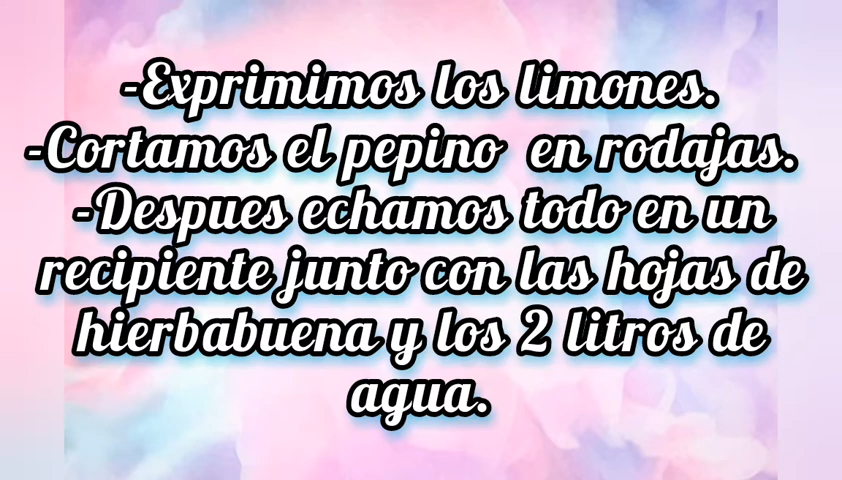 -Exprimimos los limones.
-Cortamos el pepino en rodajas.
-Despues echamos todo en un
recipiente junto con las hojas de
hierbabuena y los 2 litros de
agua.